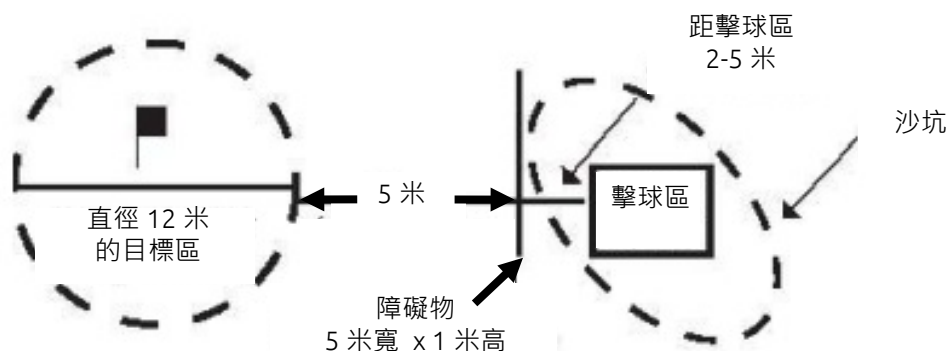 距擊球區
2-5 米
沙坑
5 米
擊球區
直徑 12 米
的目標區
障礙物
5 米寬 x 1 米高